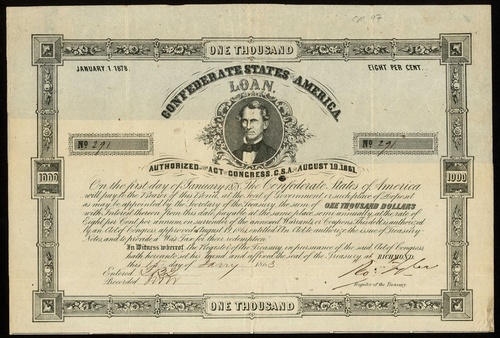 CR 97
ONE THOUSAND
JANUARY 1. 1878.
EIGHT PER CENT.
CONFEDERATE STATES AMERICA.
LOAN.
No 291
No 291
AUTHORIZED ACT CONGRESS, C.S.A. AUGUST 19, 1861.
1000
1000
On the first day of January 1878 The Confederate States of America
will pay to the Bearer of this Bond, at the seat of Government, or such place of Deposit
as may be appointed by the Secretary of the Treasury, the sum of ONE THOUSAND DOLLARS
with Interest thereon from this date, payable at the same place, semi annually, at the rate of
Eight per Cent per annum, on surrender of the annexed Warrants or Coupons. This debt is authorized
by an Act of Congress approved August 19, 1861, entitled An Act to authorize the issue of Treasury
Notes, and to provide a War Tax for their redemption.
In Witness whereof, the Register of the Treasury, in pursuance of the said Act of Congress
hath hereunto set his hand and affixed the seal of the Treasury at RICHMOND,
this day of 1863
Entered
Recorded
Register of the Treasury
ONE THOUSAND